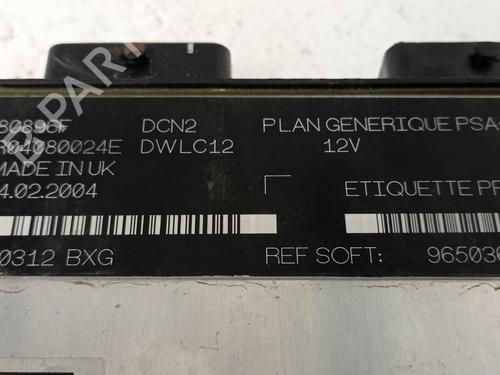 B-PARTS
80896F DCN2 PLAN GENERIQUE PSA
R04080024E DWLC12 12V
MADE IN UK
4.02.2004 ETIQUETTE PR
0312 BXG REF SOFT: 965036